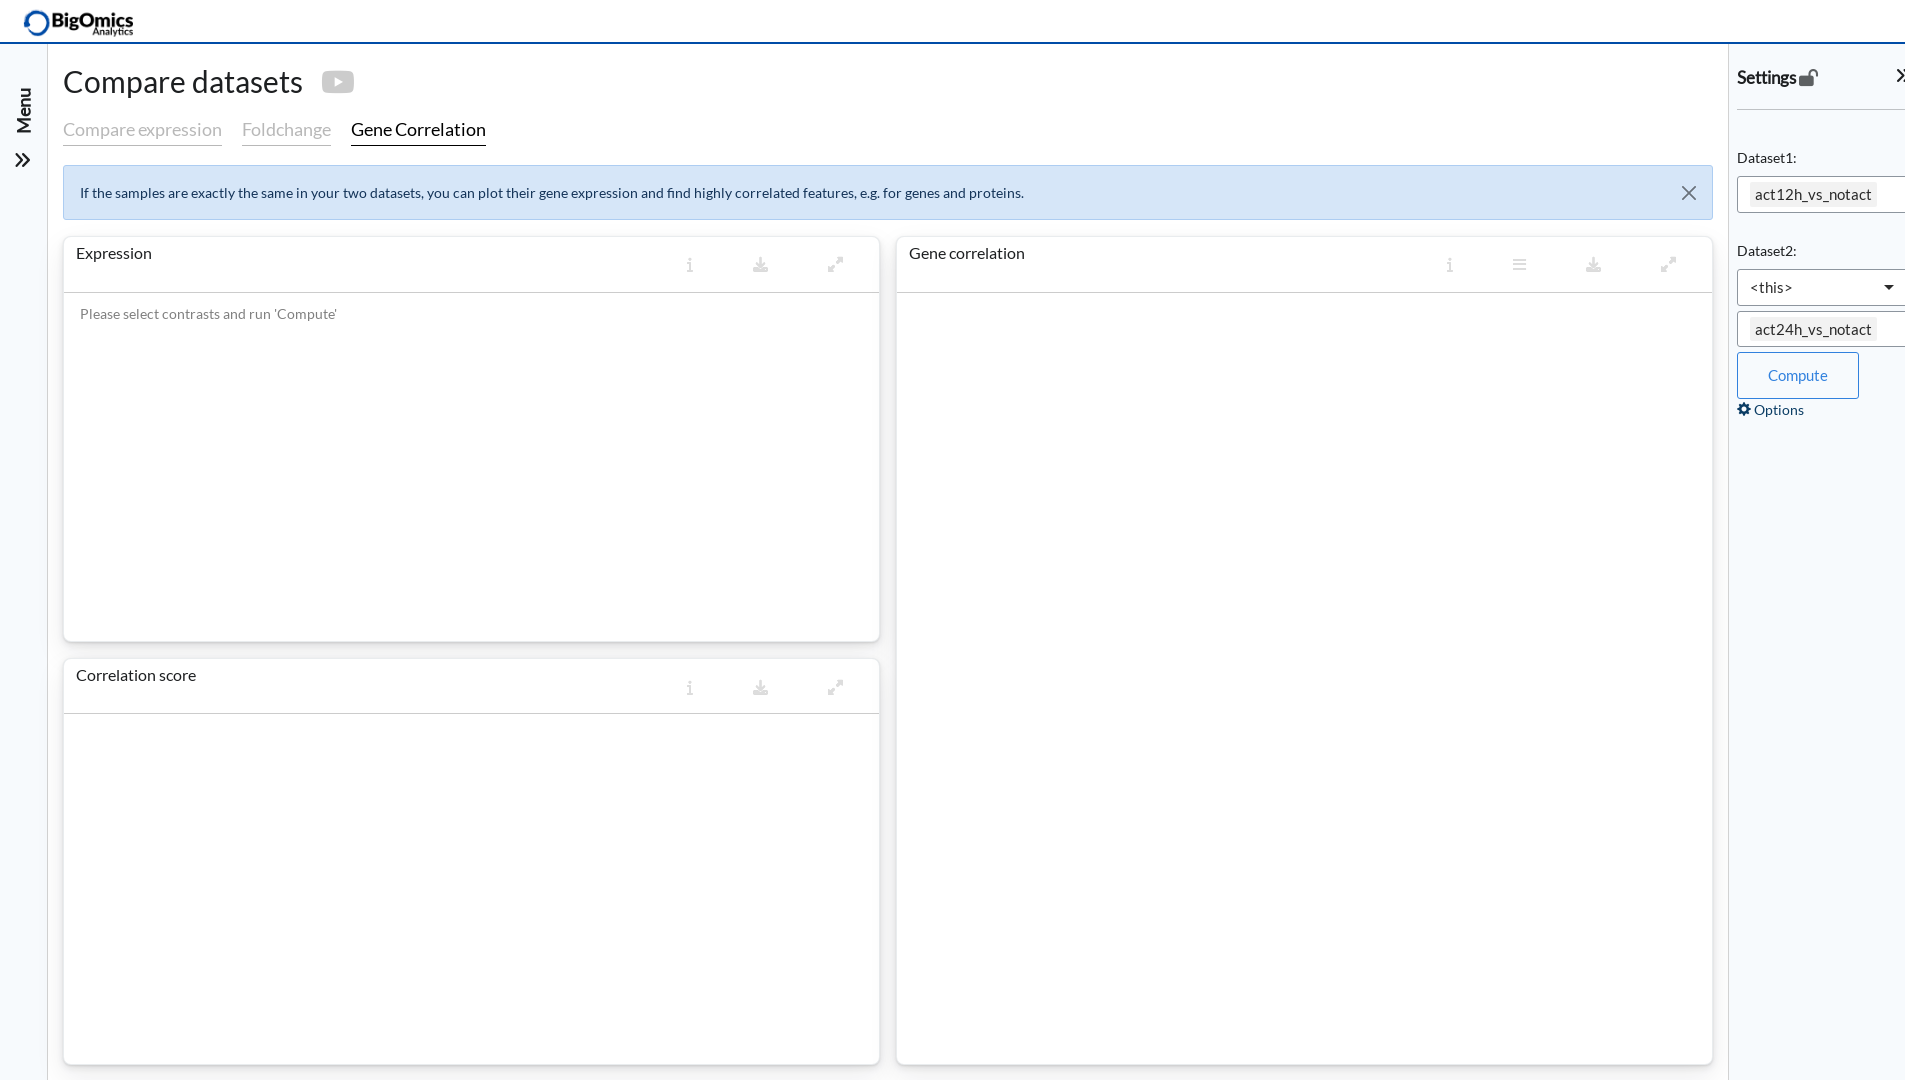 BigOmics
Analytics
Menu
Compare datasets
Compare expression
Foldchange
Gene Correlation
If the samples are exactly the same in your two datasets, you can plot their gene expression and find highly correlated features, e.g. for genes and proteins.
Expression
Please select contrasts and run 'Compute'
Correlation score
Gene correlation
Settings
Dataset1:
act12h_vs_notact
Dataset2:
<this>
act24h_vs_notact
Compute
Options